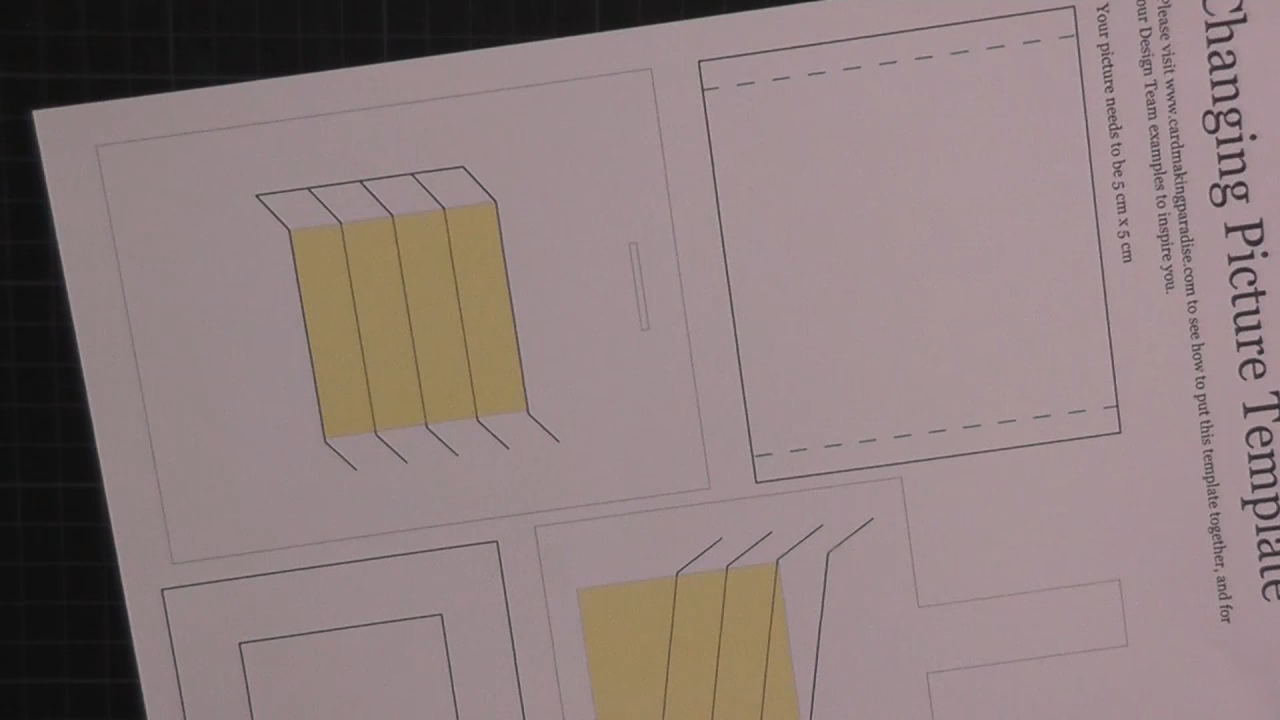 Changing Picture Template
Please visit www.cardmakingparadise.com to see how to put this template together, and for
our Design Team examples to inspire you.
Your picture needs to be 5 cm x 5 cm